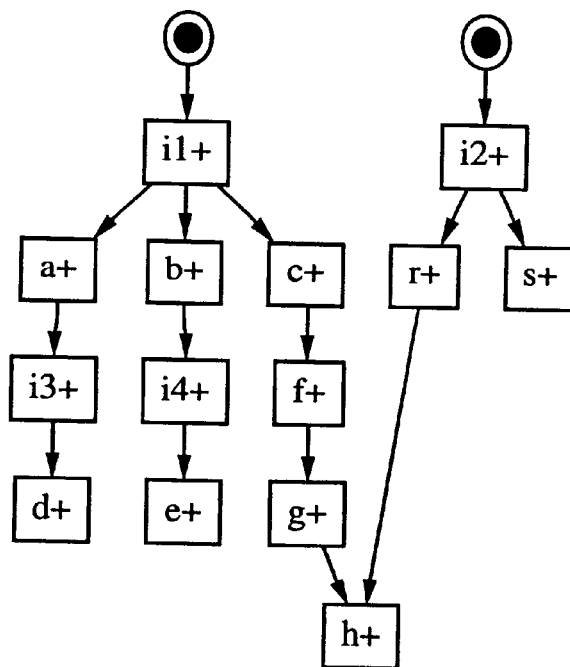 i1+ i2+
a+ b+ c+ r+ s+
i3+ i4+ f+
d+ e+ g+
h+